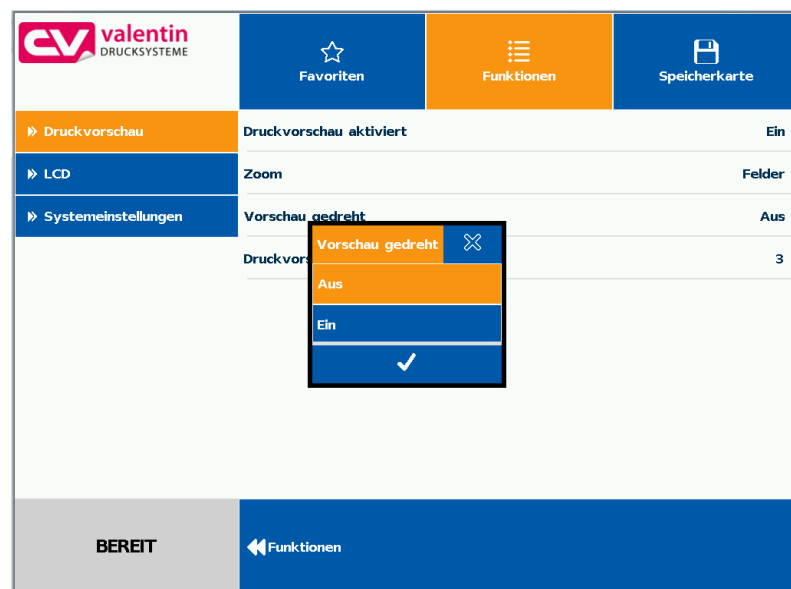 valentin
DRUCKSYSTEME
Favoriten
Funktionen
Speicherkarte
Druckvorschau
LCD
Systemeinstellungen
Druckvorschau aktiviert Ein
Zoom Felder
Vorschau gedreht Aus
Druckvors 3
Vorschau gedreht
Aus
Ein
BEREIT
Funktionen